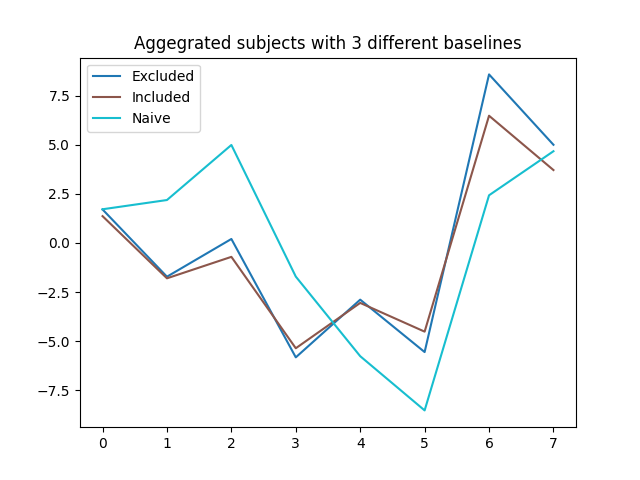 Aggegrated subjects with 3 different baselines
Excluded
Included
Naive
7.5
5.0
2.5
0.0
−2.5
−5.0
−7.5
0 1 2 3 4 5 6 7